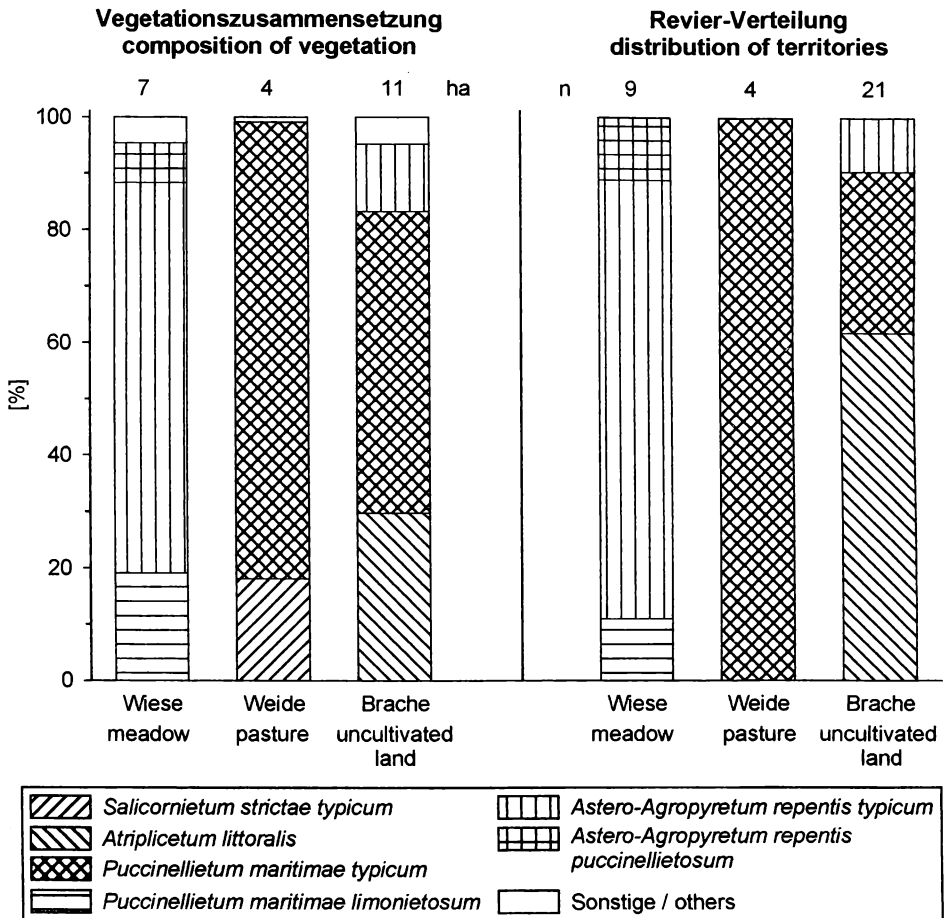 Vegetationszusammensetzung
composition of vegetation
Revier-Verteilung
distribution of territories
7 4 11 ha
n 9 4 21
100
80
60
40
20
0
[%]
Wiese
meadow
Weide
pasture
Brache
uncultivated
land
Wiese
meadow
Weide
pasture
Brache
uncultivated
land
Salicornietum strictae typicum
Atriplicetum littoralis
Puccinellietum maritimae typicum
Puccinellietum maritimae limonietosum
Astero-Agropyretum repentis typicum
Astero-Agropyretum repentis
puccinellietosum
Sonstige / others